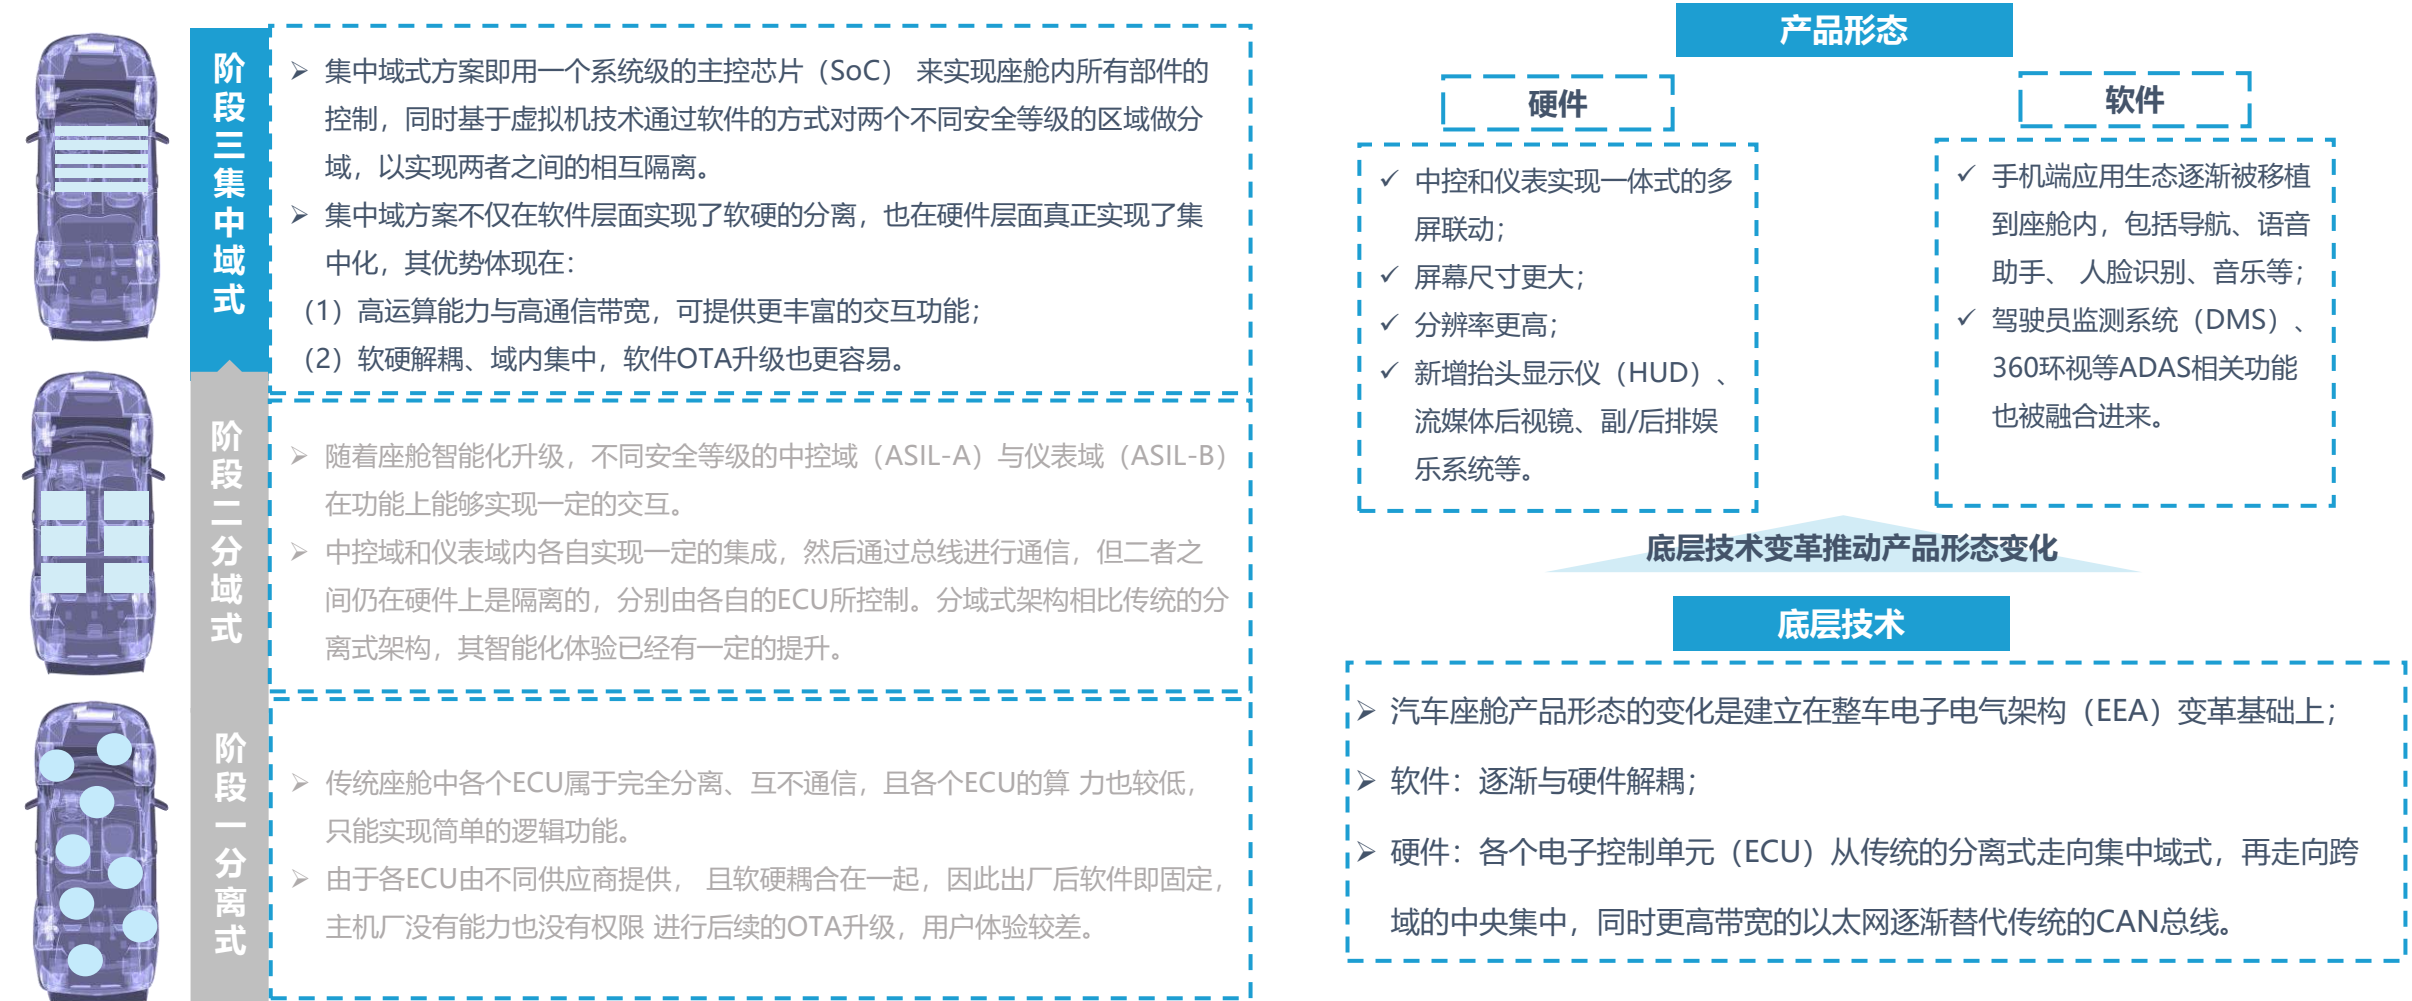 阶段三集中域式
➢ 集中域式方案即用一个系统级的主控芯片（SoC） 来实现座舱内所有部件的
控制，同时基于虚拟机技术通过软件的方式对两个不同安全等级的区域做分
域，以实现两者之间的相互隔离。
➢ 集中域方案不仅在软件层面实现了软硬的分离，也在硬件层面真正实现了集
中化，其优势体现在：
（1）高运算能力与高通信带宽，可提供更丰富的交互功能；
（2）软硬解耦、域内集中，软件OTA升级也更容易。
阶段二分域式
➢ 随着座舱智能化升级，不同安全等级的中控域（ASIL-A）与仪表域（ASIL-B）
在功能上能够实现一定的交互。
➢ 中控域和仪表域内各自实现一定的集成，然后通过总线进行通信，但二者之
间仍在硬件上是隔离的，分别由各自的ECU所控制。分域式架构相比传统的分
离式架构，其智能化体验已经有一定的提升。
阶段一分离式
➢ 传统座舱中各个ECU属于完全分离、互不通信，且各个ECU的算 力也较低，
只能实现简单的逻辑功能。
➢ 由于各ECU由不同供应商提供， 且软硬耦合在一起，因此出厂后软件即固定，
主机厂没有能力也没有权限 进行后续的OTA升级，用户体验较差。
产品形态
硬件
✓ 中控和仪表实现一体式的多
屏联动；
✓ 屏幕尺寸更大；
✓ 分辨率更高；
✓ 新增抬头显示仪（HUD）、
流媒体后视镜、副/后排娱
乐系统等。
软件
✓ 手机端应用生态逐渐被移植
到座舱内，包括导航、语音
助手、 人脸识别、音乐等；
✓ 驾驶员监测系统（DMS）、
360环视等ADAS相关功能
也被融合进来。
底层技术变革推动产品形态变化
底层技术
➢ 汽车座舱产品形态的变化是建立在整车电子电气架构（EEA）变革基础上；
➢ 软件：逐渐与硬件解耦；
➢ 硬件：各个电子控制单元（ECU）从传统的分离式走向集中域式，再走向跨
域的中央集中，同时更高带宽的以太网逐渐替代传统的CAN总线。